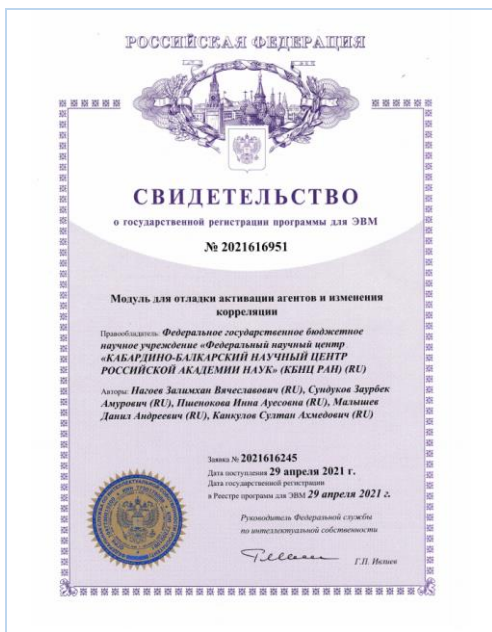 РОССИЙСКАЯ ФЕДЕРАЦИЯ
СВИДЕТЕЛЬСТВО
о государственной регистрации программы для ЭВМ
№ 2021616951
Модуль для отладки активации агентов и изменения
корреляции
Правообладатель: Федеральное государственное бюджетное
научное учреждение «Федеральный научный центр
«КАБАРДИНО-БАЛКАРСКИЙ НАУЧНЫЙ ЦЕНТР
РОССИЙСКОЙ АКАДЕМИИ НАУК» (КБНЦ РАН) (RU)
Авторы: Нагоев Залимхан Вячеславович (RU), Сундуков Заурбек
Амурович (RU), Пшенокова Инна Ауесовна (RU), Малышев
Данил Андреевич (RU), Канкулов Султан Ахмедович (RU)
Заявка № 2021616245
Дата поступления 29 апреля 2021 г.
Дата государственной регистрации
в Реестре программ для ЭВМ 29 апреля 2021 г.
Руководитель Федеральной службы
по интеллектуальной собственности
Г.П. Ивлиев